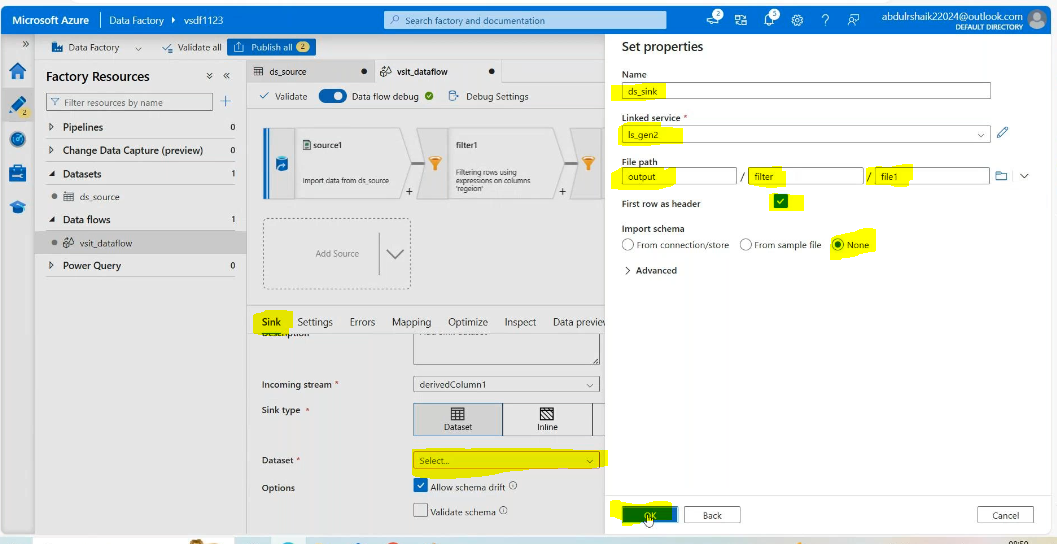 Microsoft Azure Data Factory > vsdf1123 Search factory and documentation 2 5 ? abdulrshaik22024@outlook.com
DEFAULT DIRECTORY
» Data Factory Validate all Publish all 2
Factory Resources
Filter resources by name
Pipelines 0
Change Data Capture (preview) 0
Datasets 1
ds_source
Data flows 1
vsit_dataflow
Power Query 0
2
ds_source vsit_dataflow
Validate Data flow debug Debug Settings
source1
Import data from ds_source
+
filter1
Filtering rows using
expressions on columns
'regeion'
+
Add Source
Sink Settings Errors Mapping Optimize Inspect Data preview
Description
Incoming stream * derivedColumn1
Sink type *
Dataset Inline
Dataset * Select...
Options Allow schema drift
Validate schema
Set properties
Name
ds_sink
Linked service *
ls_gen2
File path
output / filter / file1
First row as header
Import schema
From connection/store From sample file None
Advanced
OK Back Cancel